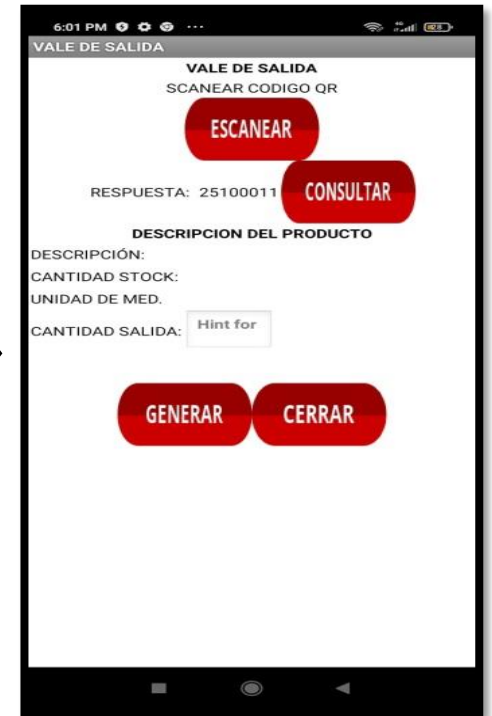 6:01 PM
VALE DE SALIDA
VALE DE SALIDA
SCANEAR CODIGO QR
ESCANEAR
RESPUESTA: 25100011 CONSULTAR
DESCRIPCION DEL PRODUCTO
DESCRIPCIÓN:
CANTIDAD STOCK:
UNIDAD DE MED.
CANTIDAD SALIDA: Hint for
GENERAR CERRAR